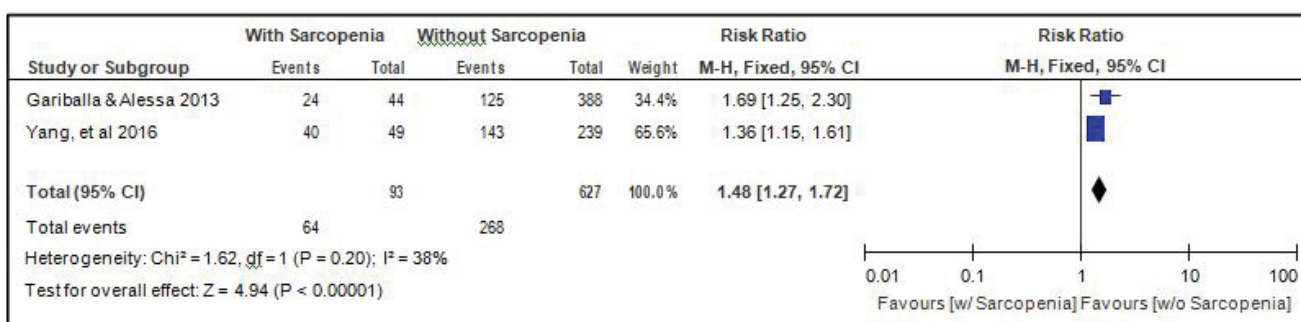 With Sarcopenia Without Sarcopenia Risk Ratio Risk Ratio
Study or Subgroup Events Total Events Total Weight M-H, Fixed, 95% CI M-H, Fixed, 95% CI
Gariballa & Alessa 2013 24 44 125 388 34.4% 1.69 [1.25, 2.30]
Yang, et al 2016 40 49 143 239 65.6% 1.36 [1.15, 1.61]
Total (95% CI) 93 627 100.0% 1.48 [1.27, 1.72]
Total events 64 268
Heterogeneity: Chi² = 1.62, df = 1 (P = 0.20); I² = 38%
Test for overall effect: Z = 4.94 (P < 0.00001)
0.01 0.1 1 10 100
Favours [w/ Sarcopenia] Favours [w/o Sarcopenia]